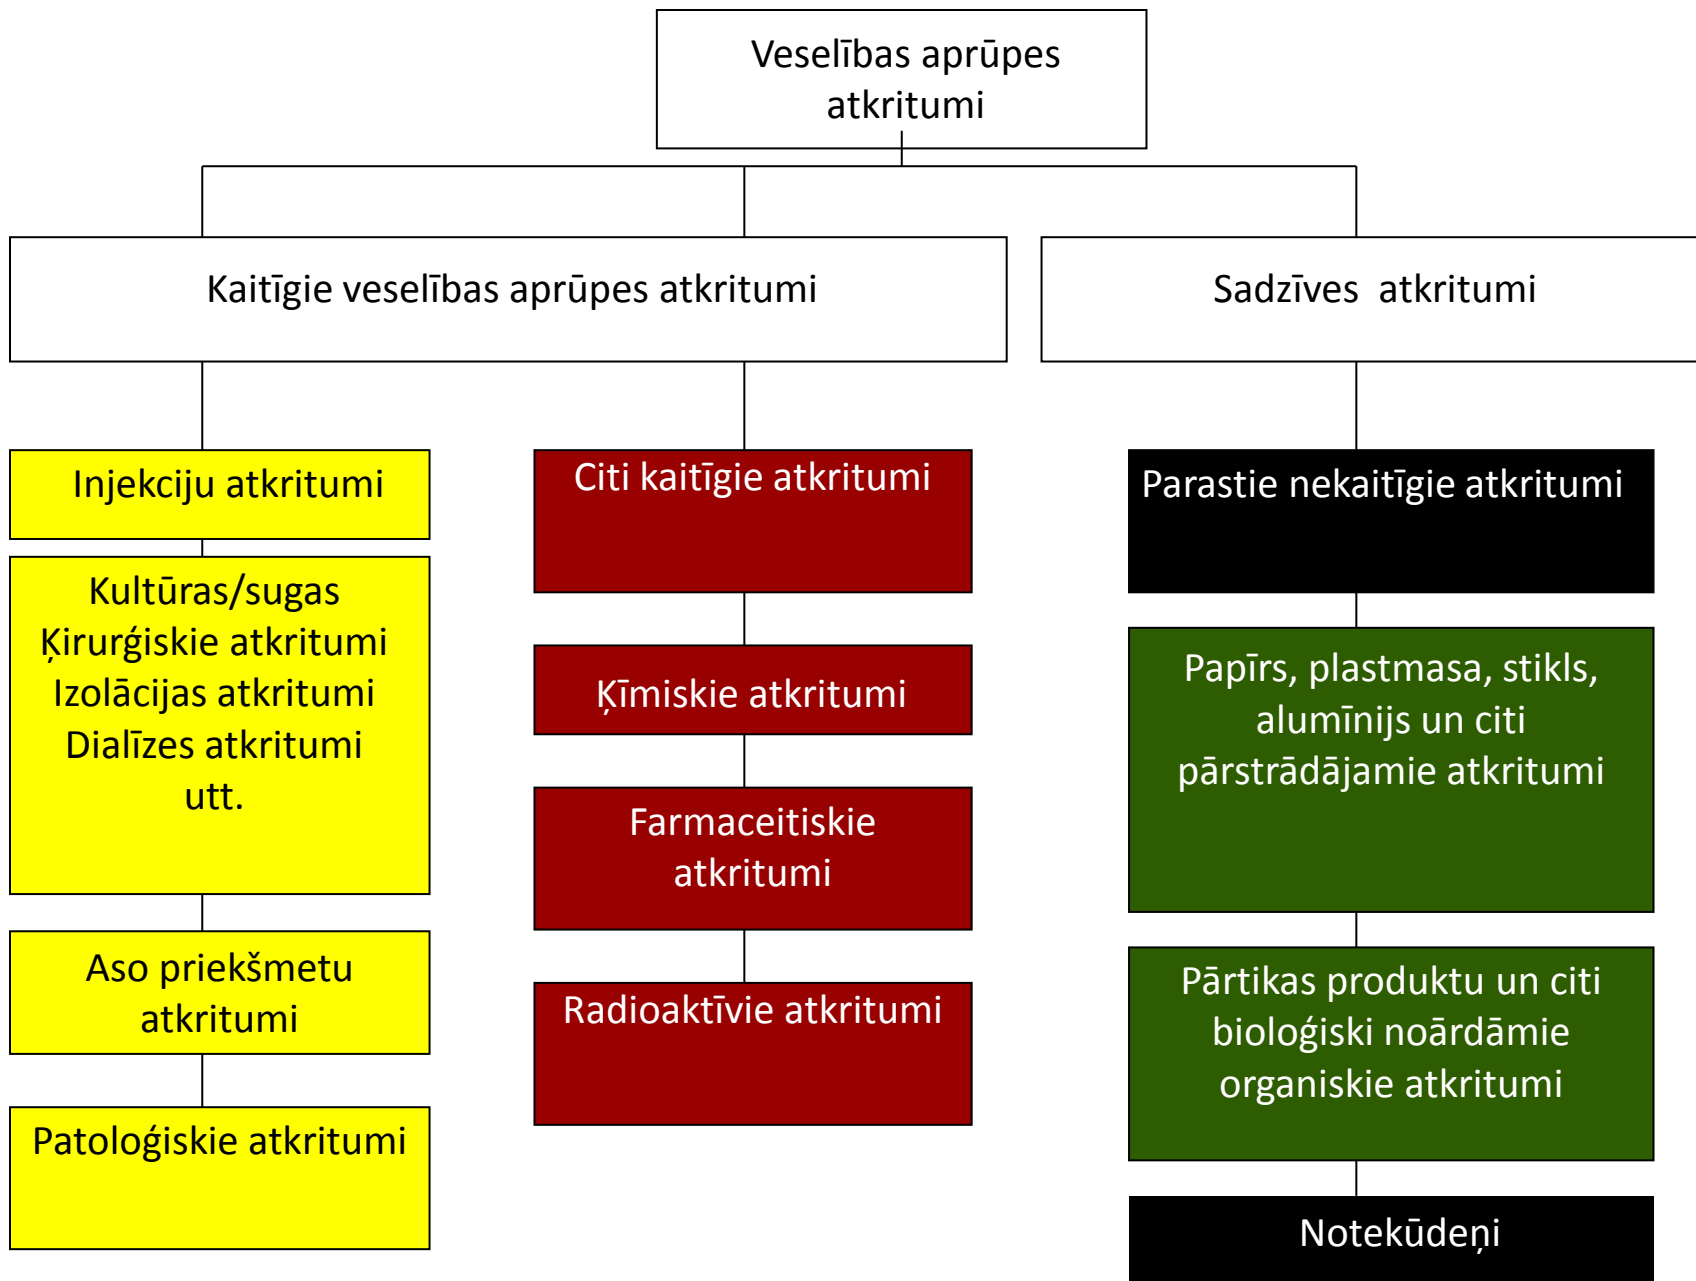 Veselības aprūpes
atkritumi
Kaitīgie veselības aprūpes atkritumi
Sadzīves atkritumi
Injekciju atkritumi
Kultūras/sugas
Ķirurģiskie atkritumi
Izolācijas atkritumi
Dialīzes atkritumi
utt.
Aso priekšmetu
atkritumi
Patoloģiskie atkritumi
Citi kaitīgie atkritumi
Ķīmiskie atkritumi
Farmaceitiskie
atkritumi
Radioaktīvie atkritumi
Parastie nekaitīgie atkritumi
Papīrs, plastmasa, stikls,
alumīnijs un citi
pārstrādājamie atkritumi
Pārtikas produktu un citi
bioloģiski noārdāmie
organiskie atkritumi
Notekūdeņi